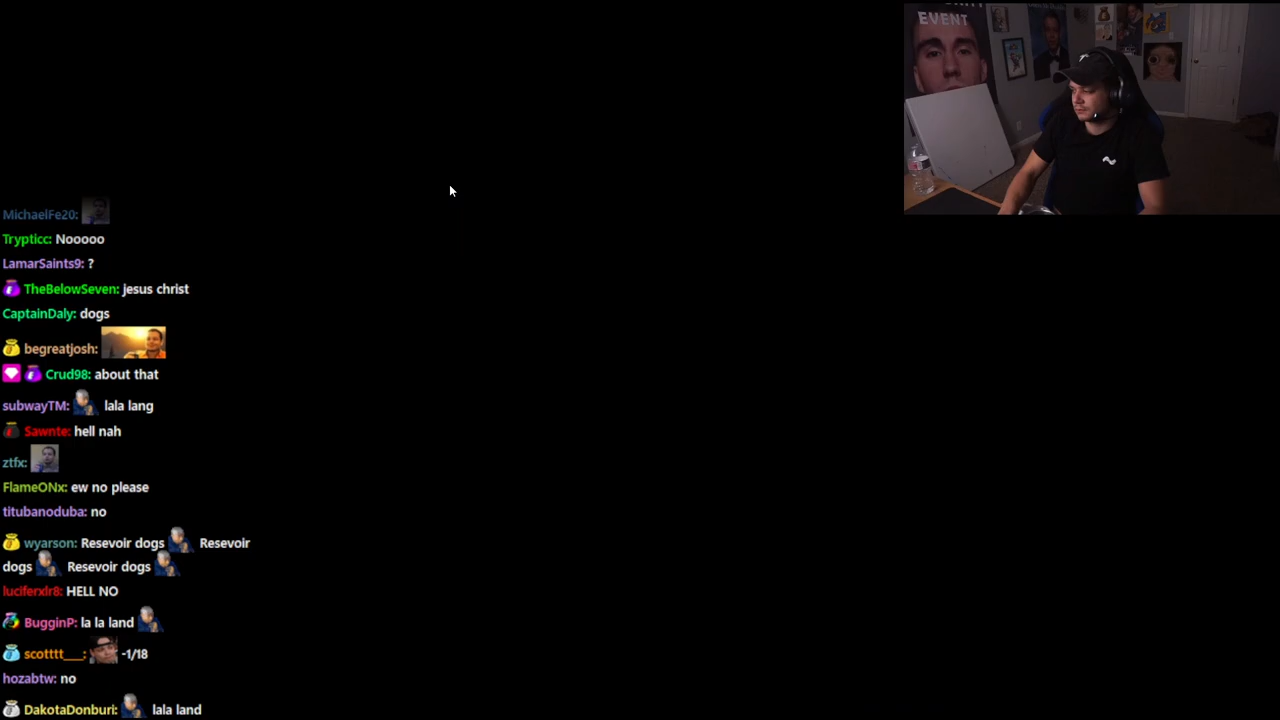 EVENT
MichaelFe20:
Trypticc: Nooooo
LamarSaints9: ?
TheBelowSeven: jesus christ
CaptainDaly: dogs
begreatjosh:
Crud98: about that
subwayTM: lala lang
Sawnte: hell nah
ztfx:
FlameONx: ew no please
titubanoduba: no
wyarson: Resevoir dogs Resevoir
dogs Resevoir dogs
luciferxlr8: HELL NO
BugginP: la la land
scotttt___: -1/18
hozabtw: no
DakotaDonburi: lala land